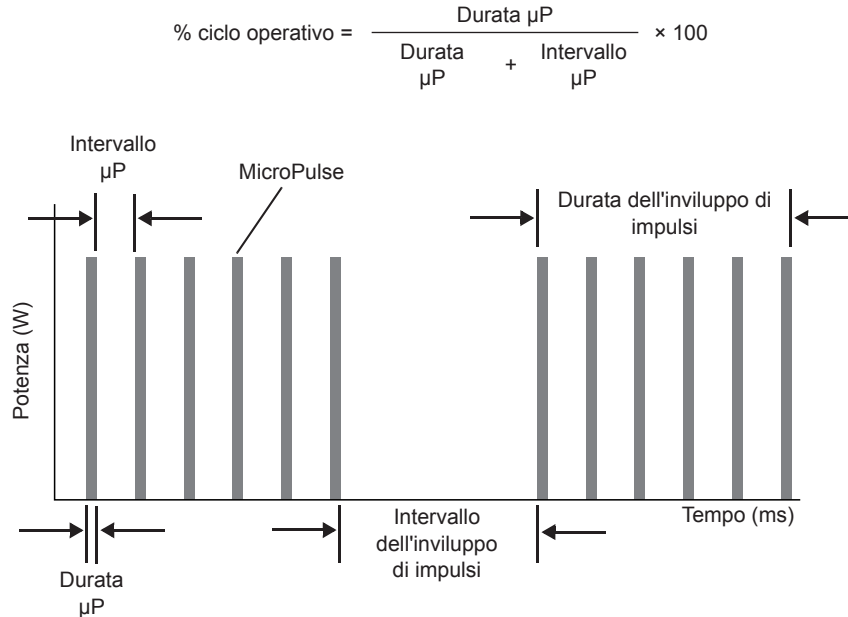 Durata µP
% ciclo operativo =
× 100
Durata
µP
+
Intervallo
µP
Intervallo
µP
MicroPulse
Durata dell'inviluppo di
impulsi
Potenza (W)
Tempo (ms)
Intervallo
dell'inviluppo
di impulsi
Durata
µP